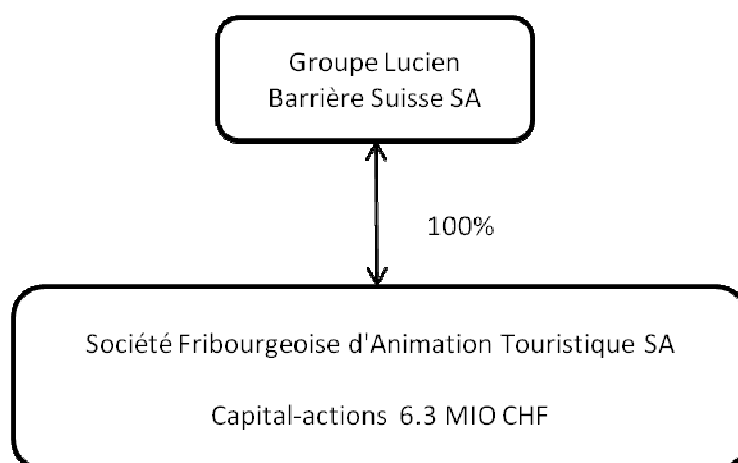 Groupe Lucien
Barrière Suisse SA
100%
Société Fribourgeoise d'Animation Touristique SA
Capital-actions 6.3 MIO CHF